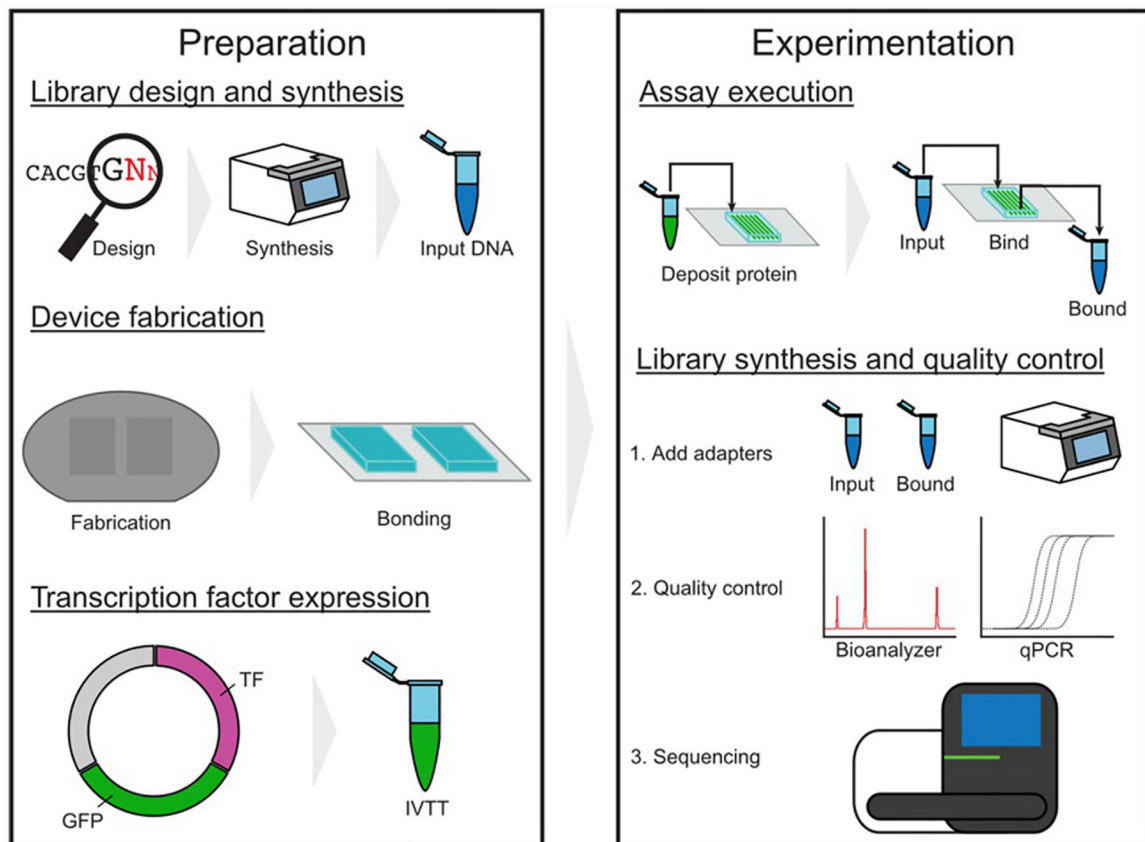 Preparation
Library design and synthesis
CACGTGNN
Design
Synthesis
Input DNA
Device fabrication
Fabrication
Bonding
Transcription factor expression
TF
GFP
IVTT
Experimentation
Assay execution
Deposit protein
Input
Bind
Bound
Library synthesis and quality control
1. Add adapters
Input
Bound
2. Quality control
Bioanalyzer
qPCR
3. Sequencing